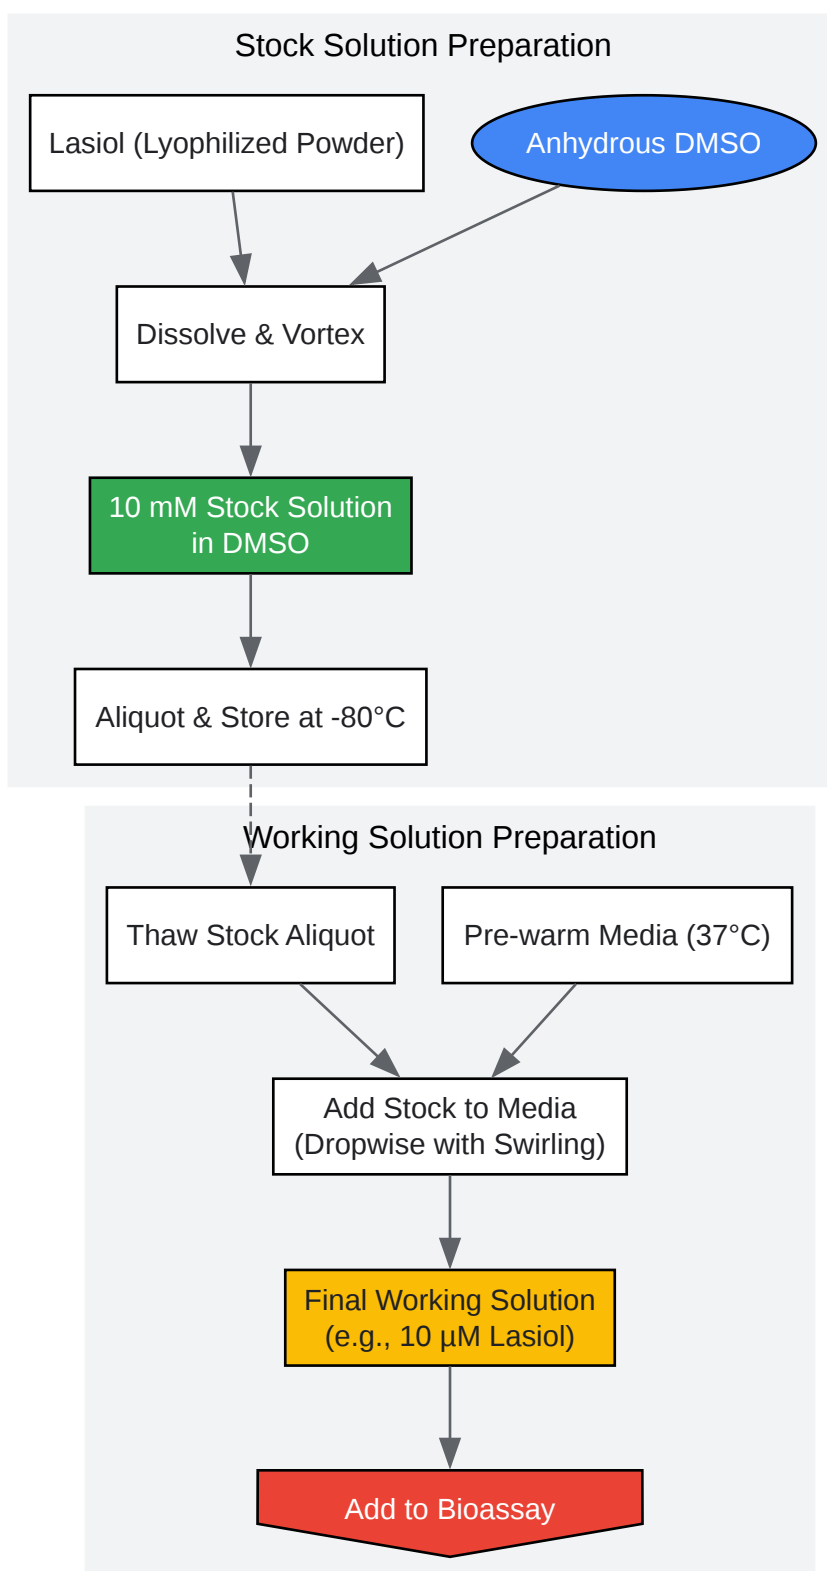 Stock Solution Preparation
Lasiol (Lyophilized Powder)
Anhydrous DMSO
Dissolve & Vortex
10 mM Stock Solution
in DMSO
Aliquot & Store at -80°C
Working Solution Preparation
Thaw Stock Aliquot
Pre-warm Media (37°C)
Add Stock to Media
(Dropwise with Swirling)
Final Working Solution
(e.g., 10 µM Lasiol)
Add to Bioassay